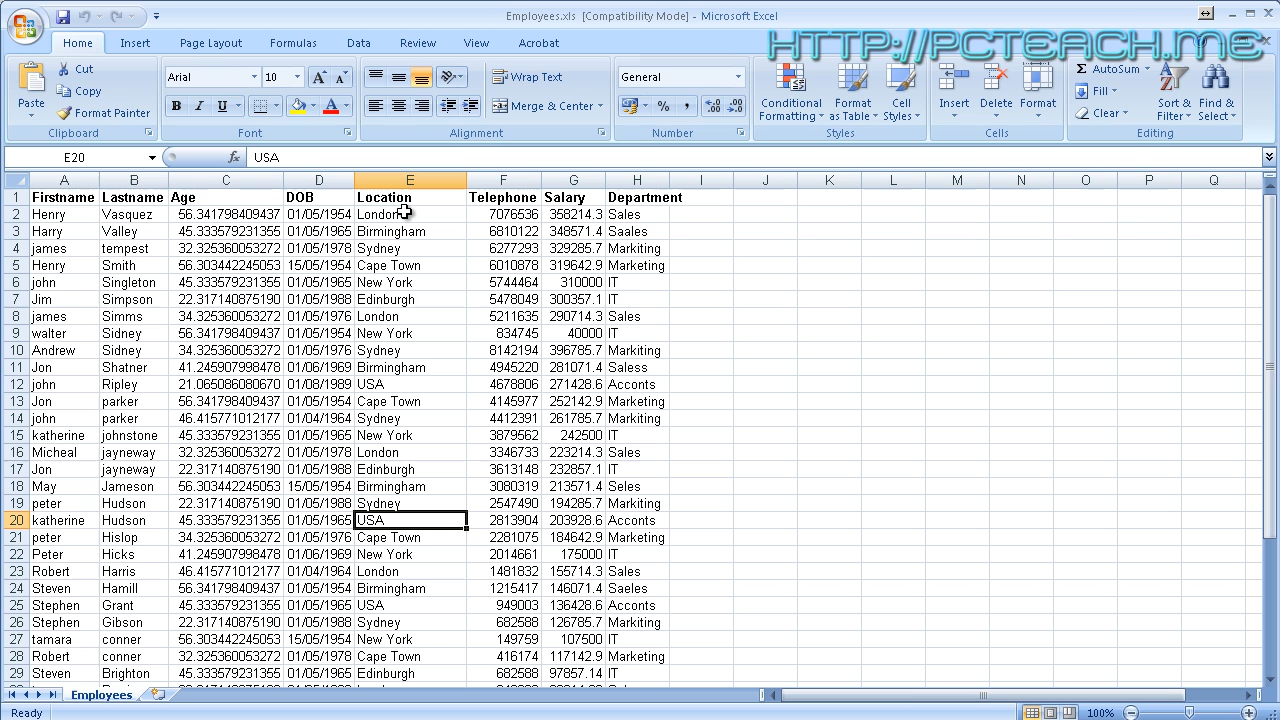 Employees.xls [Compatibility Mode] - Microsoft Excel
Home Insert Page Layout Formulas Data Review View Acrobat
HTTP://PCTEACH.ME
Paste Cut Copy Format Painter Clipboard
Arial 10 B I U Font
Wrap Text Merge & Center Alignment
General % , Number
Conditional Formatting Format as Table Cell Styles Styles
Insert Delete Format Cells
Σ AutoSum Fill Clear Sort & Filter Find & Select Editing
E20 fx USA
A B C D E F G H I J K L M N O P Q
1 Firstname Lastname Age DOB Location Telephone Salary Department
2 Henry Vasquez 56.341798409437 01/05/1954 London 7076536 358214.3 Sales
3 Harry Valley 45.333579231355 01/05/1965 Birmingham 6810122 348571.4 Saales
4 james tempest 32.325360053272 01/05/1978 Sydney 6277293 329285.7 Markiting
5 Henry Smith 56.303442245053 15/05/1954 Cape Town 6010878 319642.9 Marketing
6 john Singleton 45.333579231355 01/05/1965 New York 5744464 310000 IT
7 Jim Simpson 22.317140875190 01/05/1988 Edinburgh 5478049 300357.1 IT
8 james Simms 34.325360053272 01/05/1976 London 5211635 290714.3 Sales
9 walter Sidney 56.341798409437 01/05/1954 New York 834745 40000 IT
10 Andrew Sidney 34.325360053272 01/05/1976 Sydney 8142194 396785.7 Markiting
11 Jon Shatner 41.245907998478 01/06/1969 Birmingham 4945220 281071.4 Saless
12 john Ripley 21.065086080670 01/08/1989 USA 4678806 271428.6 Acconts
13 Jon parker 56.341798409437 01/05/1954 Cape Town 4145977 252142.9 Marketing
14 john parker 46.415771012177 01/04/1964 Sydney 4412391 261785.7 Markiting
15 katherine johnstone 45.333579231355 01/05/1965 New York 3879562 242500 IT
16 Micheal jayneway 32.325360053272 01/05/1978 London 3346733 223214.3 Sales
17 Jon jayneway 22.317140875190 01/05/1988 Edinburgh 3613148 232857.1 IT
18 May Jameson 56.303442245053 15/05/1954 Birmingham 3080319 213571.4 Seles
19 peter Hudson 22.317140875190 01/05/1988 Sydney 2547490 194285.7 Markiting
20 katherine Hudson 45.333579231355 01/05/1965 USA 2813904 203928.6 Acconts
21 peter Hislop 34.325360053272 01/05/1976 Cape Town 2281075 184642.9 Marketing
22 Peter Hicks 41.245907998478 01/06/1969 New York 2014661 175000 IT
23 Robert Harris 46.415771012177 01/04/1964 London 1481832 155714.3 Sales
24 Steven Hamill 56.341798409437 01/05/1954 Birmingham 1215417 146071.4 Saeles
25 Stephen Grant 45.333579231355 01/05/1965 USA 949003 136428.6 Acconts
26 Stephen Gibson 22.317140875190 01/05/1988 Sydney 682588 126785.7 Markiting
27 tamara conner 56.303442245053 15/05/1954 New York 149759 107500 IT
28 Robert conner 32.325360053272 01/05/1978 Cape Town 416174 117142.9 Marketing
29 Steven Brighton 45.333579231355 01/05/1965 Edinburgh 682588 97857.14 IT
Employees
Ready 100%